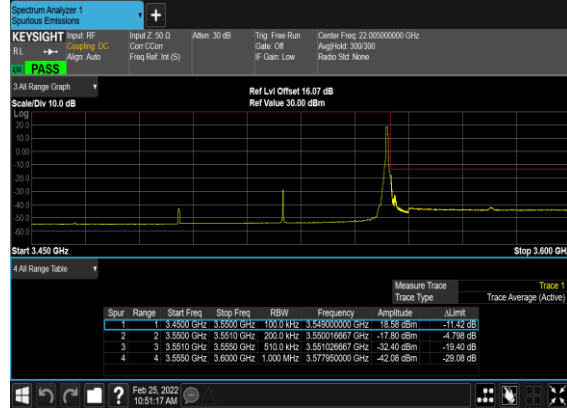 Spectrum Analyzer 1
Spurious Emissions
KEYSIGHT Input: RF Input Z: 50 Ω Atten: 30 dB Trig: Free Run Center Freq: 22.005000000 GHz
RL Coupling: DC Corr CCorr Gate: Off Avg|Hold: 300/300
Align: Auto Freq Ref: Int (S) IF Gain: Low Radio Std: None
PASS
3 All Range Graph
Ref Lvl Offset 16.07 dB
Scale/Div 10.0 dB Ref Value 30.00 dBm
Log
20.0
10.0
0.00
-10.0
-20.0
-30.0
-40.0
-50.0
-60.0
Start 3.450 GHz Stop 3.600 GHz
4 All Range Table
Measure Trace Trace 1
Trace Type Trace Average (Active)
Spur Range Start Freq Stop Freq RBW Frequency Amplitude ΔLimit
1 1 3.4500 GHz 3.5500 GHz 100.0 kHz 3.549000000 GHz 18.58 dBm -11.42 dB
2 2 3.5500 GHz 3.5510 GHz 200.0 kHz 3.550016667 GHz -17.80 dBm -4.798 dB
3 3 3.5510 GHz 3.5550 GHz 510.0 kHz 3.551026667 GHz -32.40 dBm -19.40 dB
4 4 3.5550 GHz 3.6000 GHz 1.000 MHz 3.577950000 GHz -42.08 dBm -29.08 dB
Feb 25, 2022
10:51:17 AM